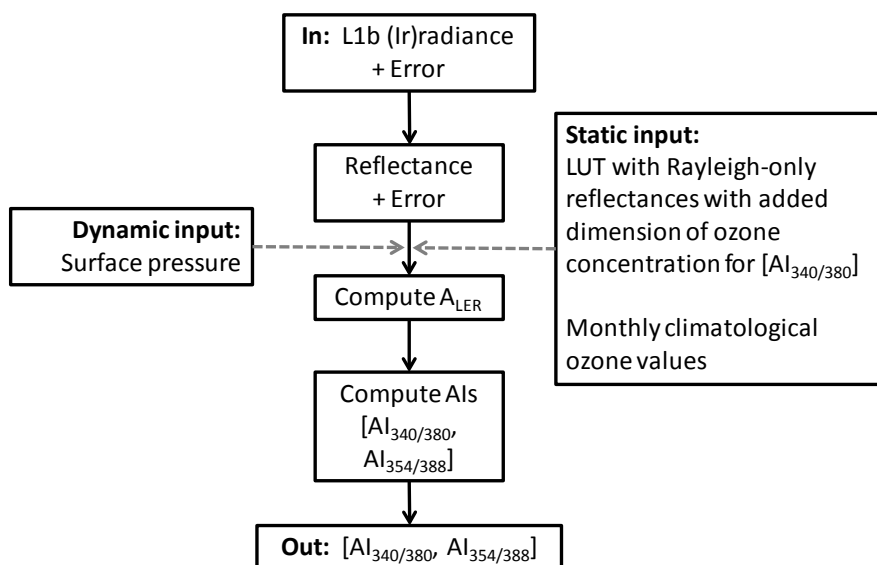 In: L1b (Ir)radiance
+ Error
Reflectance
+ Error
Dynamic input:
Surface pressure
Static input:
LUT with Rayleigh-only
reflectances with added
dimension of ozone
concentration for [AI340/380]
Monthly climatological
ozone values
Compute ALER
Compute AIs
[AI340/380,
AI354/388]
Out: [AI340/380, AI354/388]